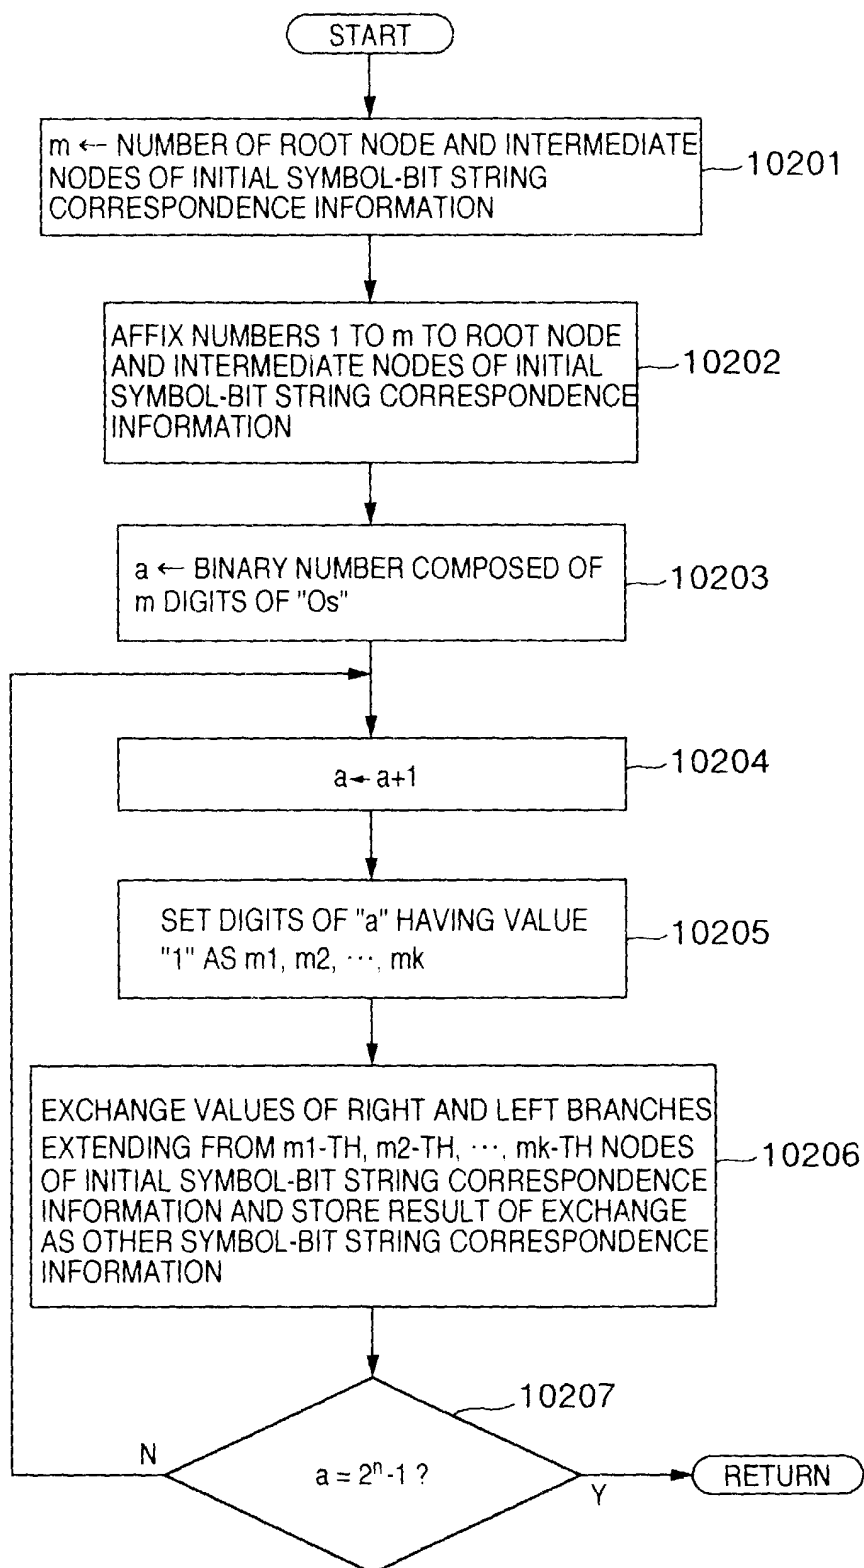 START
m ← NUMBER OF ROOT NODE AND INTERMEDIATE
NODES OF INITIAL SYMBOL-BIT STRING
CORRESPONDENCE INFORMATION
10201
AFFIX NUMBERS 1 TO m TO ROOT NODE
AND INTERMEDIATE NODES OF INITIAL
SYMBOL-BIT STRING CORRESPONDENCE
INFORMATION
10202
a ← BINARY NUMBER COMPOSED OF
m DIGITS OF "Os"
10203
a ← a+1
10204
SET DIGITS OF "a" HAVING VALUE
"1" AS m1, m2, ···, mk
10205
EXCHANGE VALUES OF RIGHT AND LEFT BRANCHES
EXTENDING FROM m1-TH, m2-TH, ···, mk-TH NODES
OF INITIAL SYMBOL-BIT STRING CORRESPONDENCE
INFORMATION AND STORE RESULT OF EXCHANGE
AS OTHER SYMBOL-BIT STRING CORRESPONDENCE
INFORMATION
10206
10207
a = 2ⁿ-1 ?
N
Y
RETURN